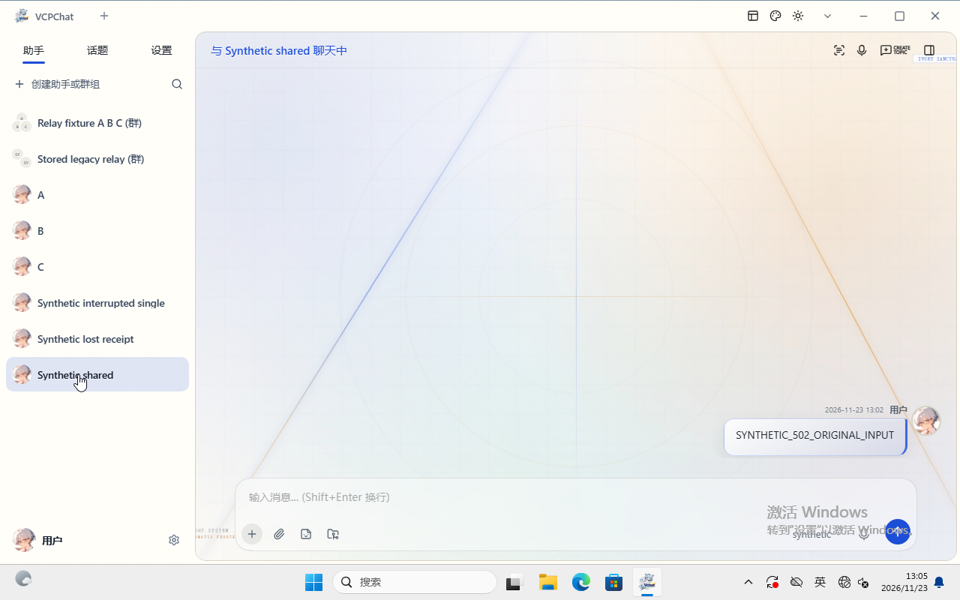 VCPChat
助手 话题 设置
创建助手或群组
Relay fixture A B C (群)
Stored legacy relay (群)
A
B
C
Synthetic interrupted single
Synthetic lost receipt
Synthetic shared
用户
与 Synthetic shared 聊天中
2026-11-23 13:02 用户
SYNTHETIC_502_ORIGINAL_INPUT
输入消息... (Shift+Enter 换行)
synthetic
激活 Windows
转到"设置"以激活 Windows。
搜索
英
13:05
2026/11/23